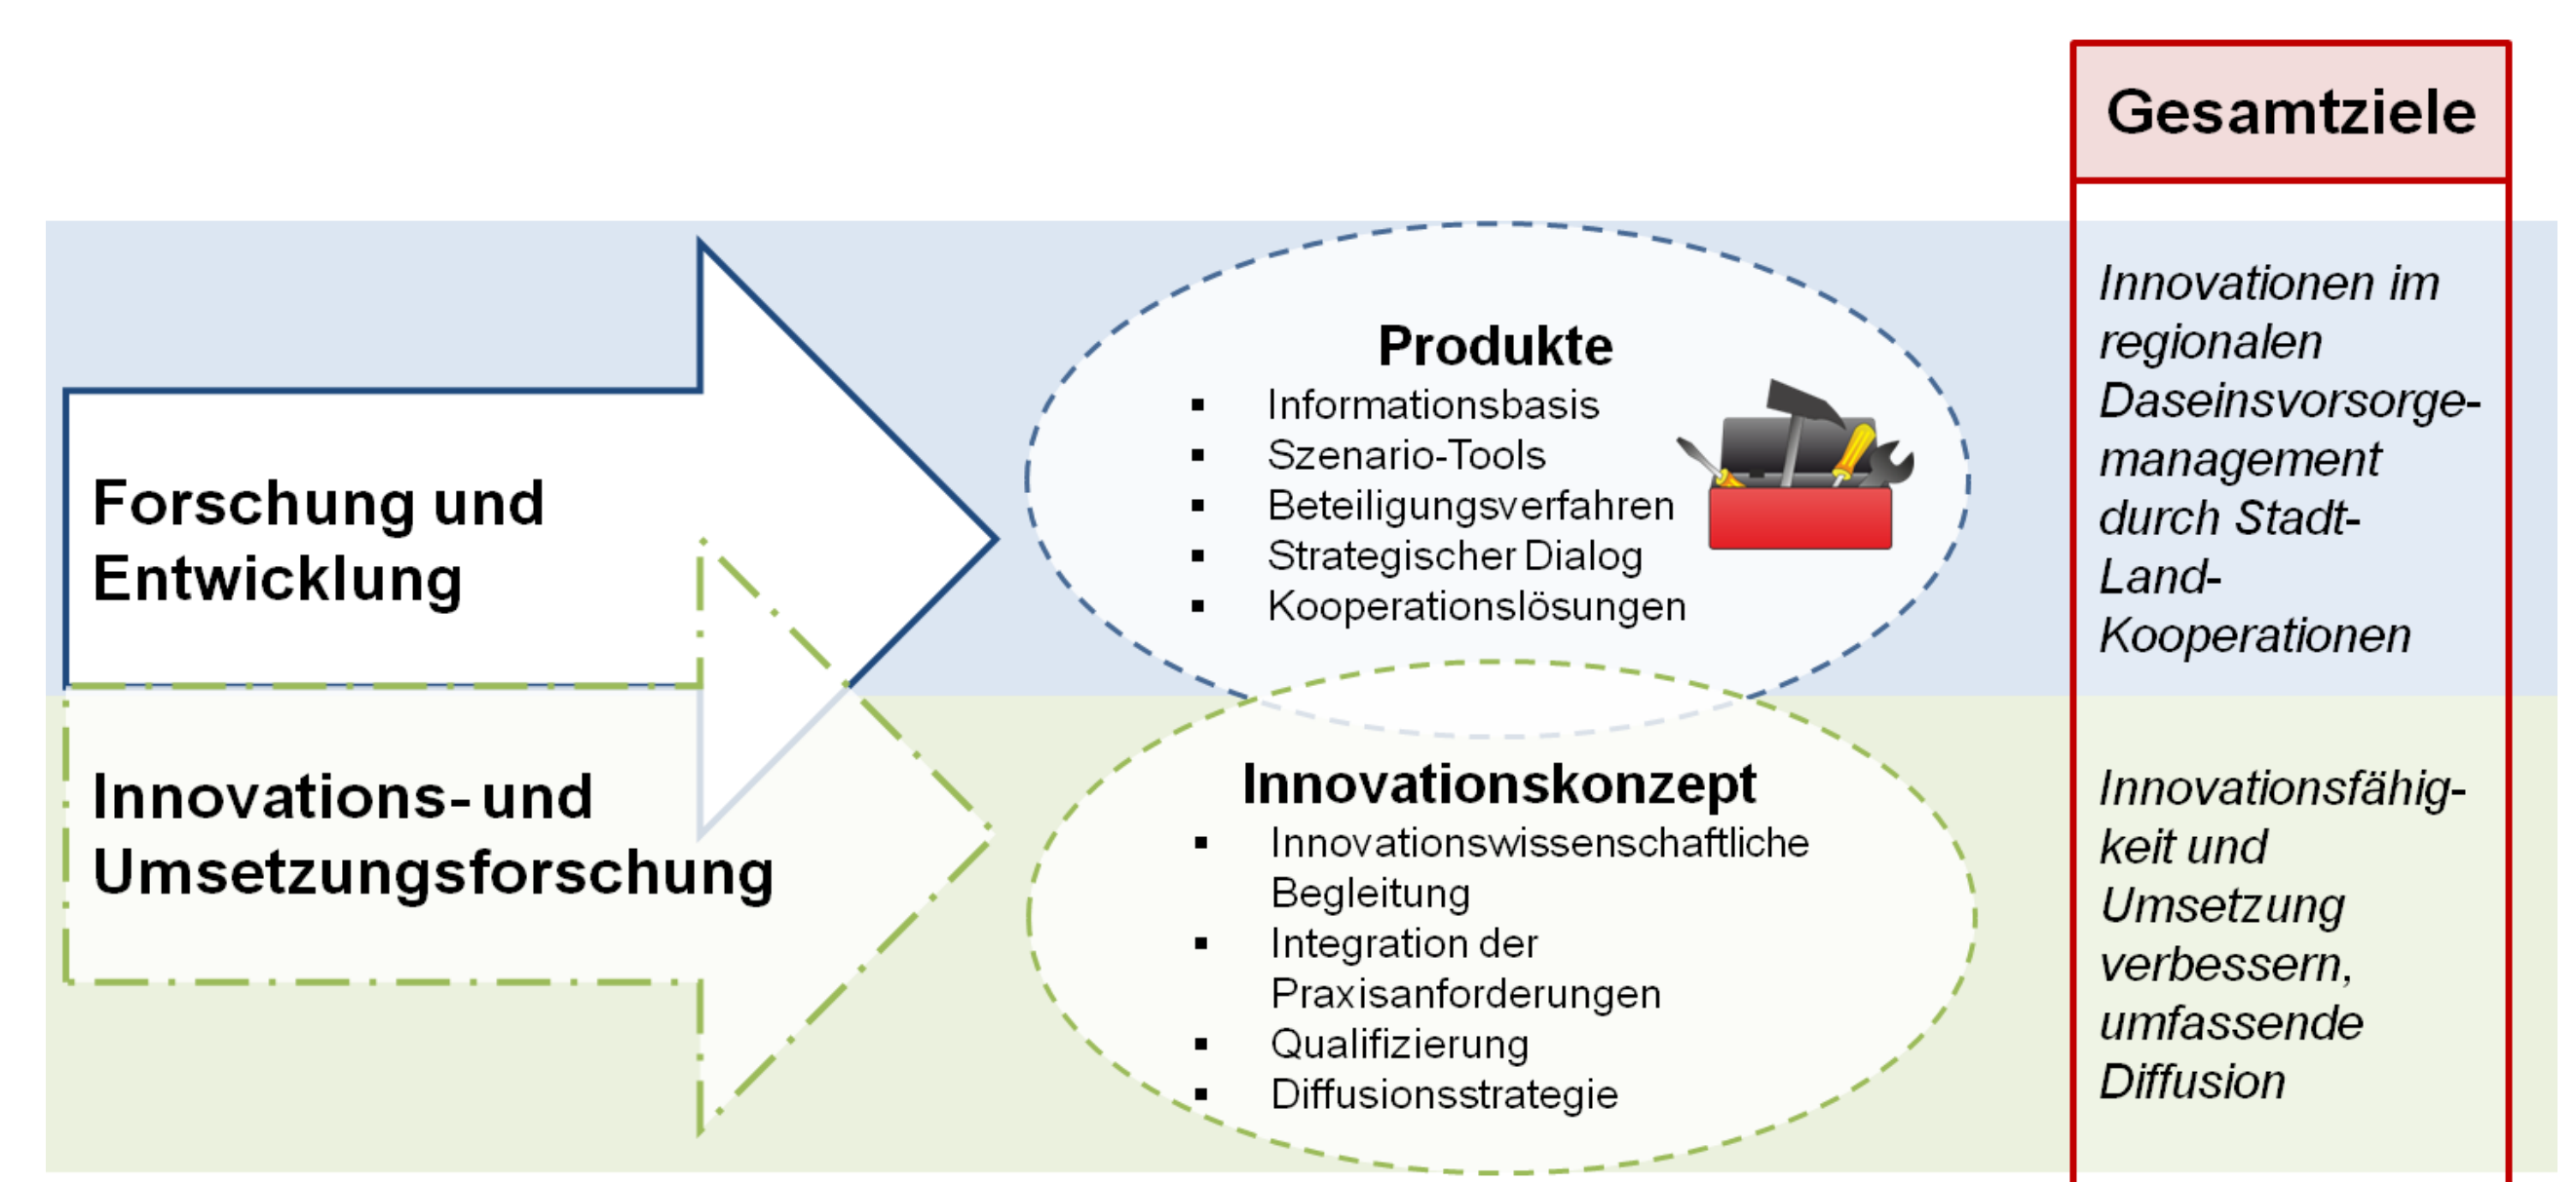 Gesamtziele
Forschung und
Entwicklung
Produkte
▪ Informationsbasis
▪ Szenario-Tools
▪ Beteiligungsverfahren
▪ Strategischer Dialog
▪ Kooperationslösungen
Innovationen im
regionalen
Daseinsvorsorge-
management
durch Stadt-
Land-
Kooperationen
Innovations- und
Umsetzungsforschung
Innovationskonzept
▪ Innovationswissenschaftliche
Begleitung
▪ Integration der
Praxisanforderungen
▪ Qualifizierung
▪ Diffusionsstrategie
Innovationsfähig-
keit und
Umsetzung
verbessern,
umfassende
Diffusion